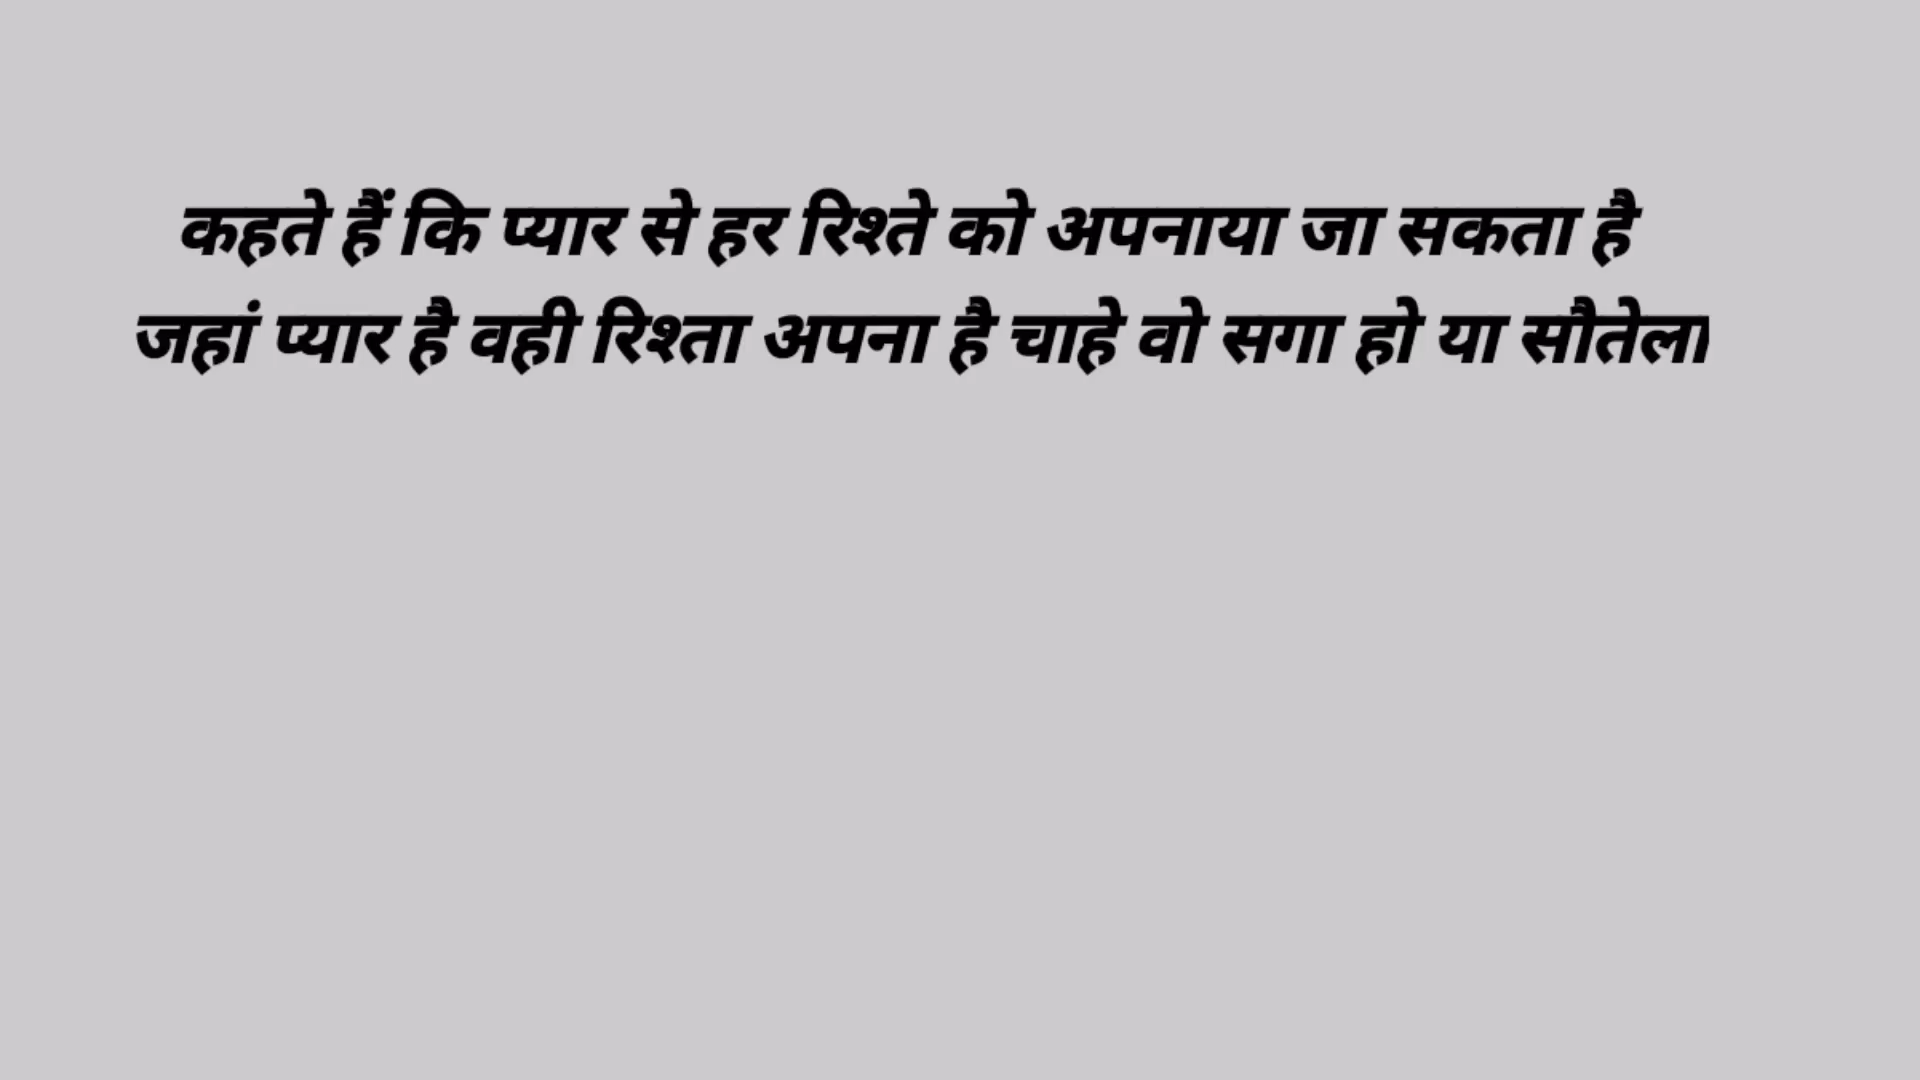 कहते हैं कि प्यार से हर रिश्ते को अपनाया जा सकता है
जहां प्यार है वही रिश्ता अपना है चाहे वो सगा हो या सौतेला